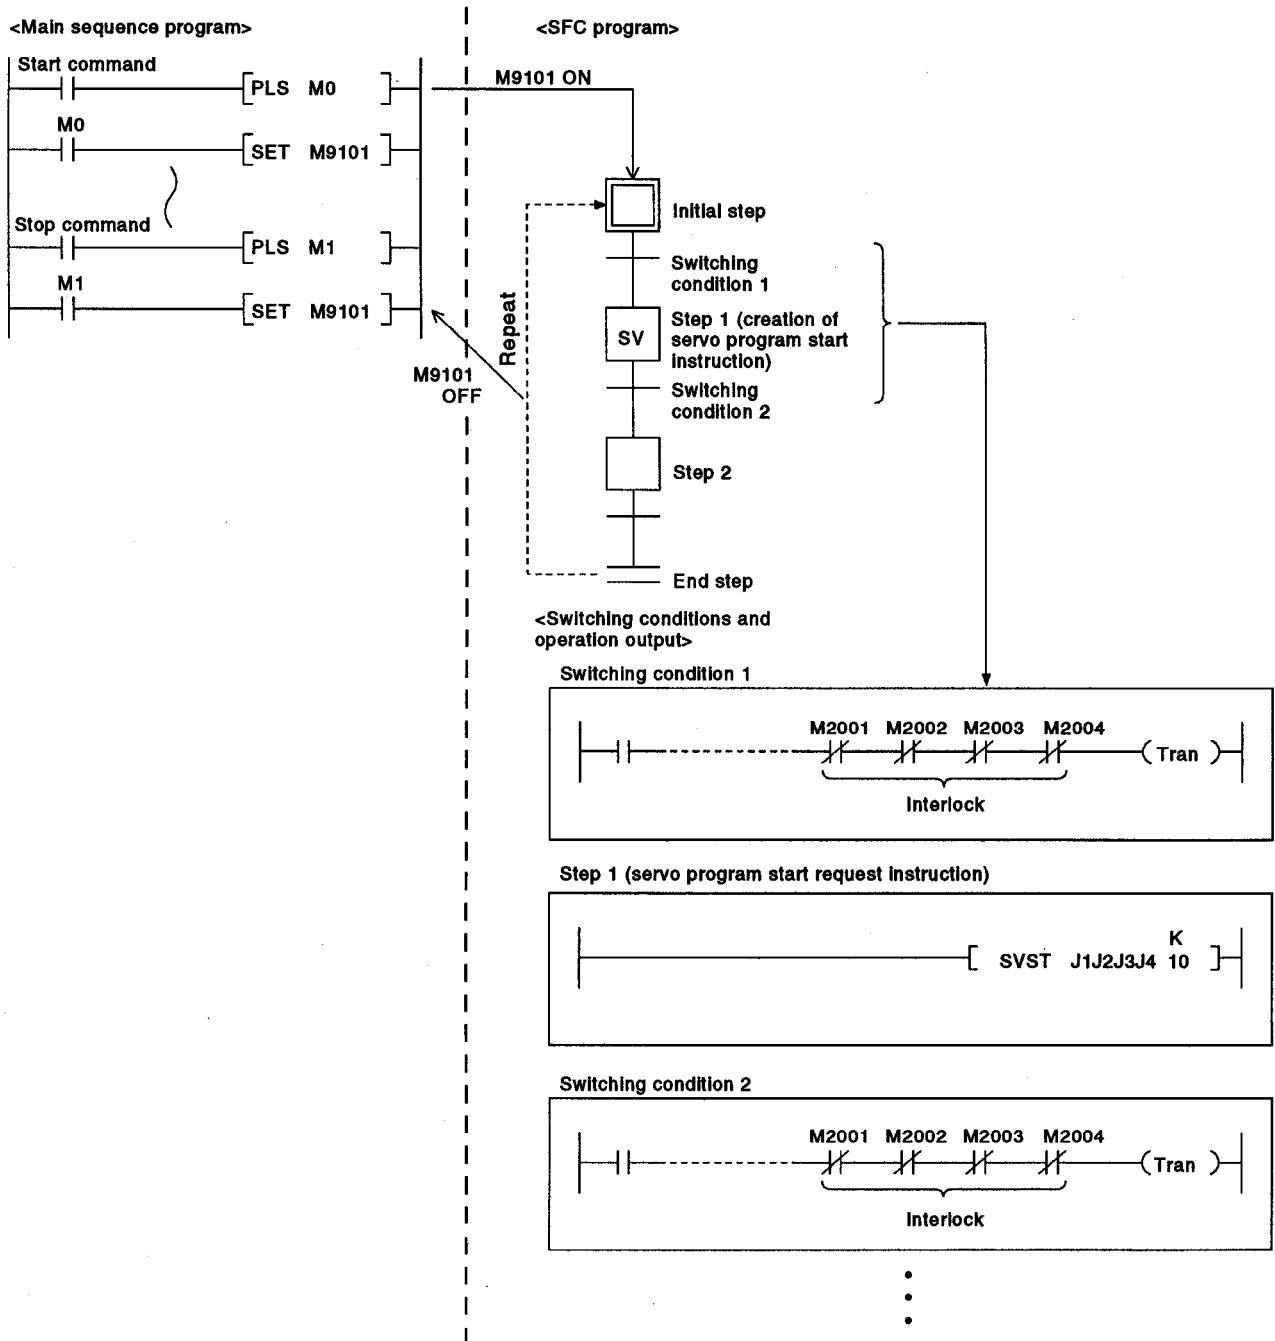 <Main sequence program>
Start command
PLS M0
M0
SET M9101
Stop command
PLS M1
M1
SET M9101
<SFC program>
M9101 ON
Initial step
Switching
condition 1
SV
Step 1 (creation of
servo program start
instruction)
Switching
condition 2
Step 2
End step
Repeat
M9101
OFF
<Switching conditions and
operation output>
Switching condition 1
M2001 M2002 M2003 M2004
Tran
Interlock
Step 1 (servo program start request instruction)
K
SVST J1J2J3J4 10
Switching condition 2
M2001 M2002 M2003 M2004
Tran
Interlock